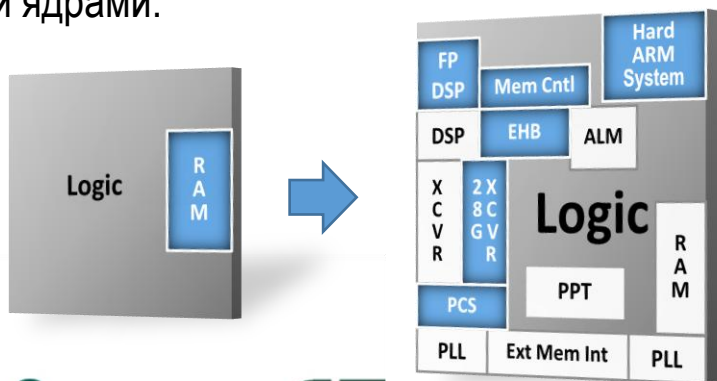 и ядрами.
Logic
R
A
M
FP
DSP
Mem Cntl
Hard
ARM
System
DSP
EHB
ALM
X
C
V
R
2 X
8 C
G V
R
Logic
R
A
M
PPT
PCS
PLL
Ext Mem Int
PLL